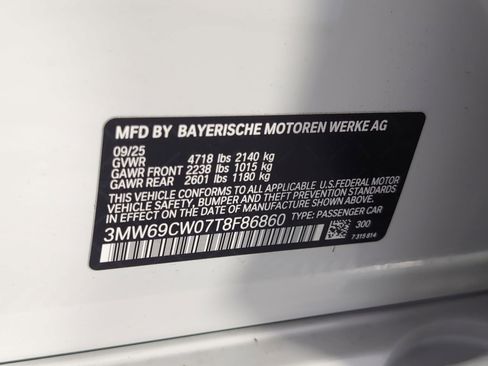 MFD BY BAYERISCHE MOTOREN WERKE AG
09/25
GVWR 4718 lbs 2140 kg
GAWR FRONT 2238 lbs 1015 kg
GAWR REAR 2601 lbs 1180 kg
THIS VEHICLE CONFORMS TO ALL APPLICABLE U.S.FEDERAL MOTOR
VEHICLE SAFETY, BUMPER AND THEFT PREVENTION STANDARDS
IN EFFECT ON THE DATE OF MANUFACTURE SHOWN ABOVE.
3MW69CW07T8F86860 TYPE: PASSENGER CAR
300
7 315 814